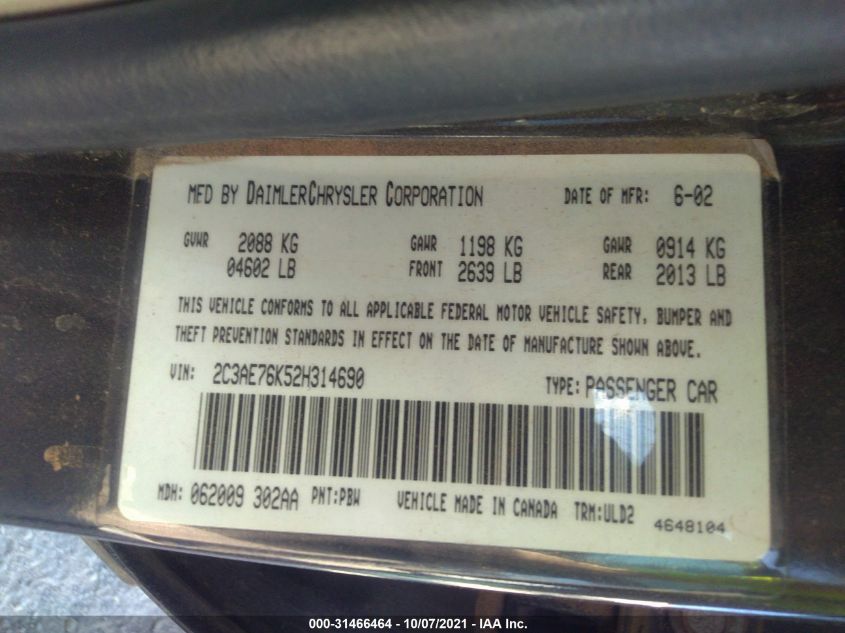 MFD BY DAIMLERCHRYSLER CORPORATION DATE OF MFR: 6-02
GVWR 2088 KG GAWR 1198 KG GAWR 0914 KG
04602 LB FRONT 2639 LB REAR 2013 LB
THIS VEHICLE CONFORMS TO ALL APPLICABLE FEDERAL MOTOR VEHICLE SAFETY, BUMPER AND
THEFT PREVENTION STANDARDS IN EFFECT ON THE DATE OF MANUFACTURE SHOWN ABOVE.
VIN: 2C3AE76K52H314690 TYPE: PASSENGER CAR
MDH: 062009 302AA PNT:PBW VEHICLE MADE IN CANADA TRM:ULD2 4648104
000-31466464 - 10/07/2021 - IAA Inc.